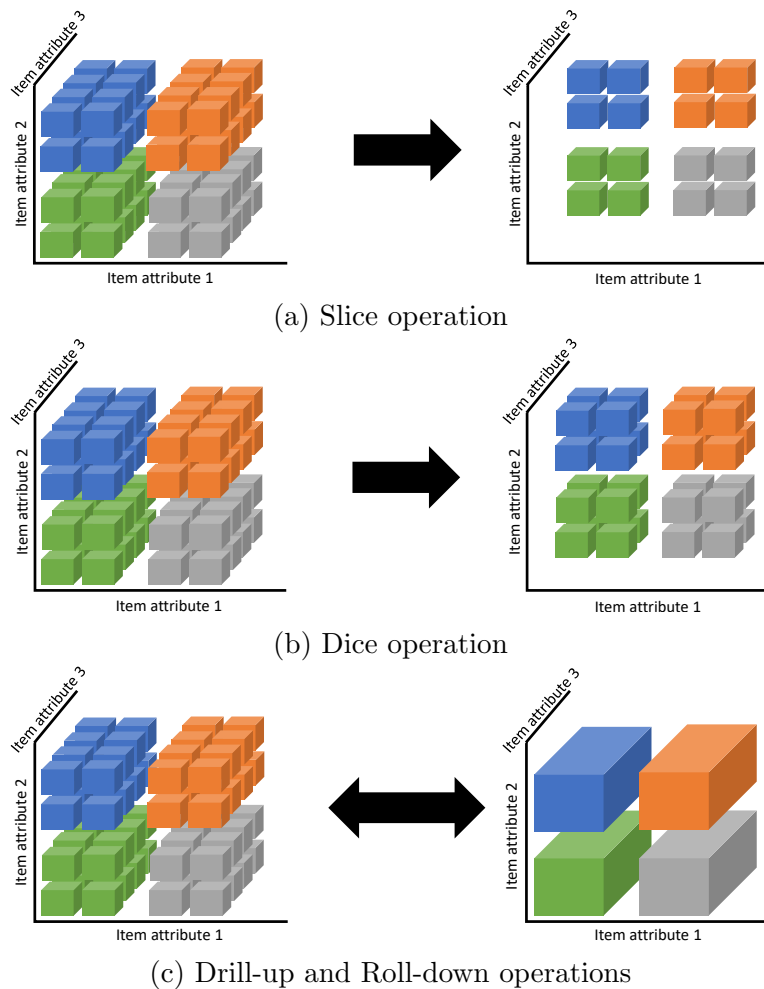 Item attribute 3
Item attribute 3
Item attribute 2
Item attribute 2
Item attribute 1
Item attribute 1
(a) Slice operation
Item attribute 3
Item attribute 3
Item attribute 2
Item attribute 2
Item attribute 1
Item attribute 1
(b) Dice operation
Item attribute 3
Item attribute 3
Item attribute 2
Item attribute 2
Item attribute 1
Item attribute 1
(c) Drill-up and Roll-down operations